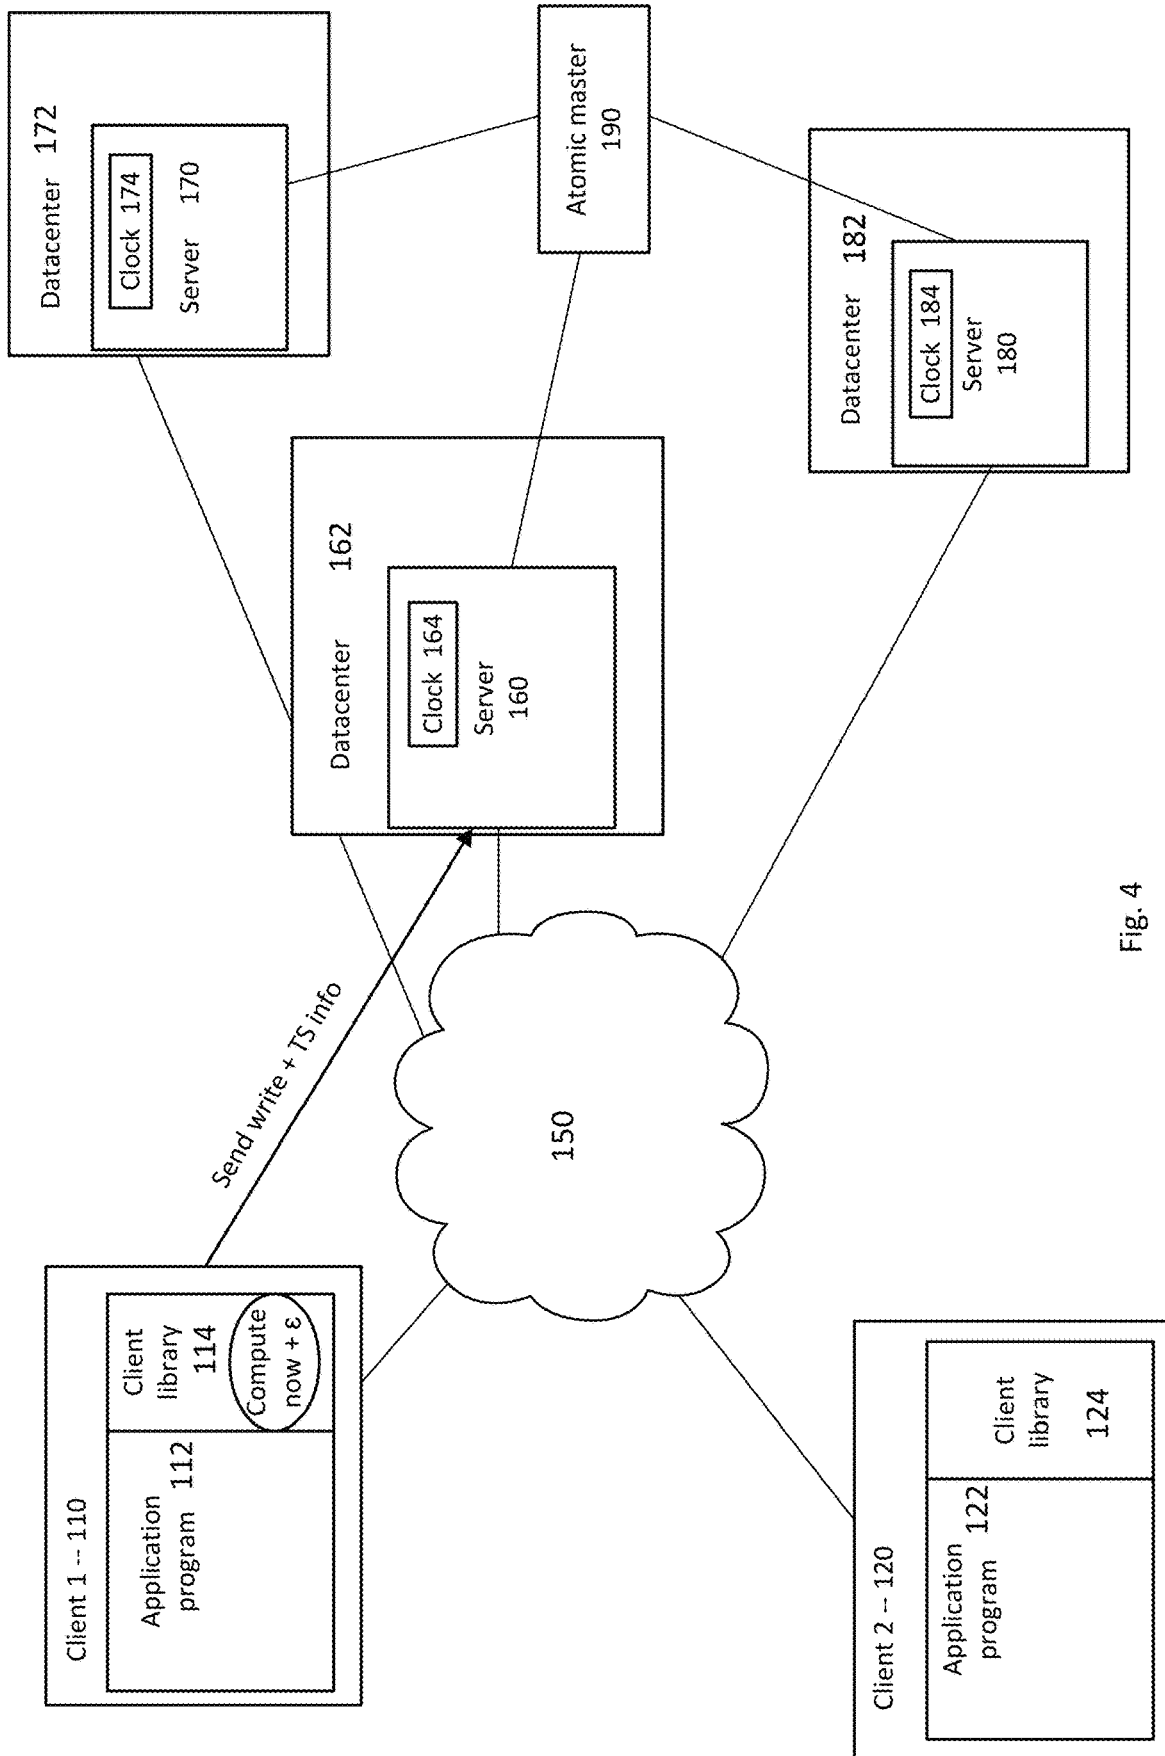 Client 1 -- 110
Application
program 112
Client
library
114
Compute
now + ε
Send write + TS info
Datacenter 172
Clock 174
Server 170
Datacenter 162
Clock 164
Server
160
Atomic master
190
150
Datacenter 182
Clock 184
Server
180
Client 2 -- 120
Application
program 122
Client
library
124
Fig. 4